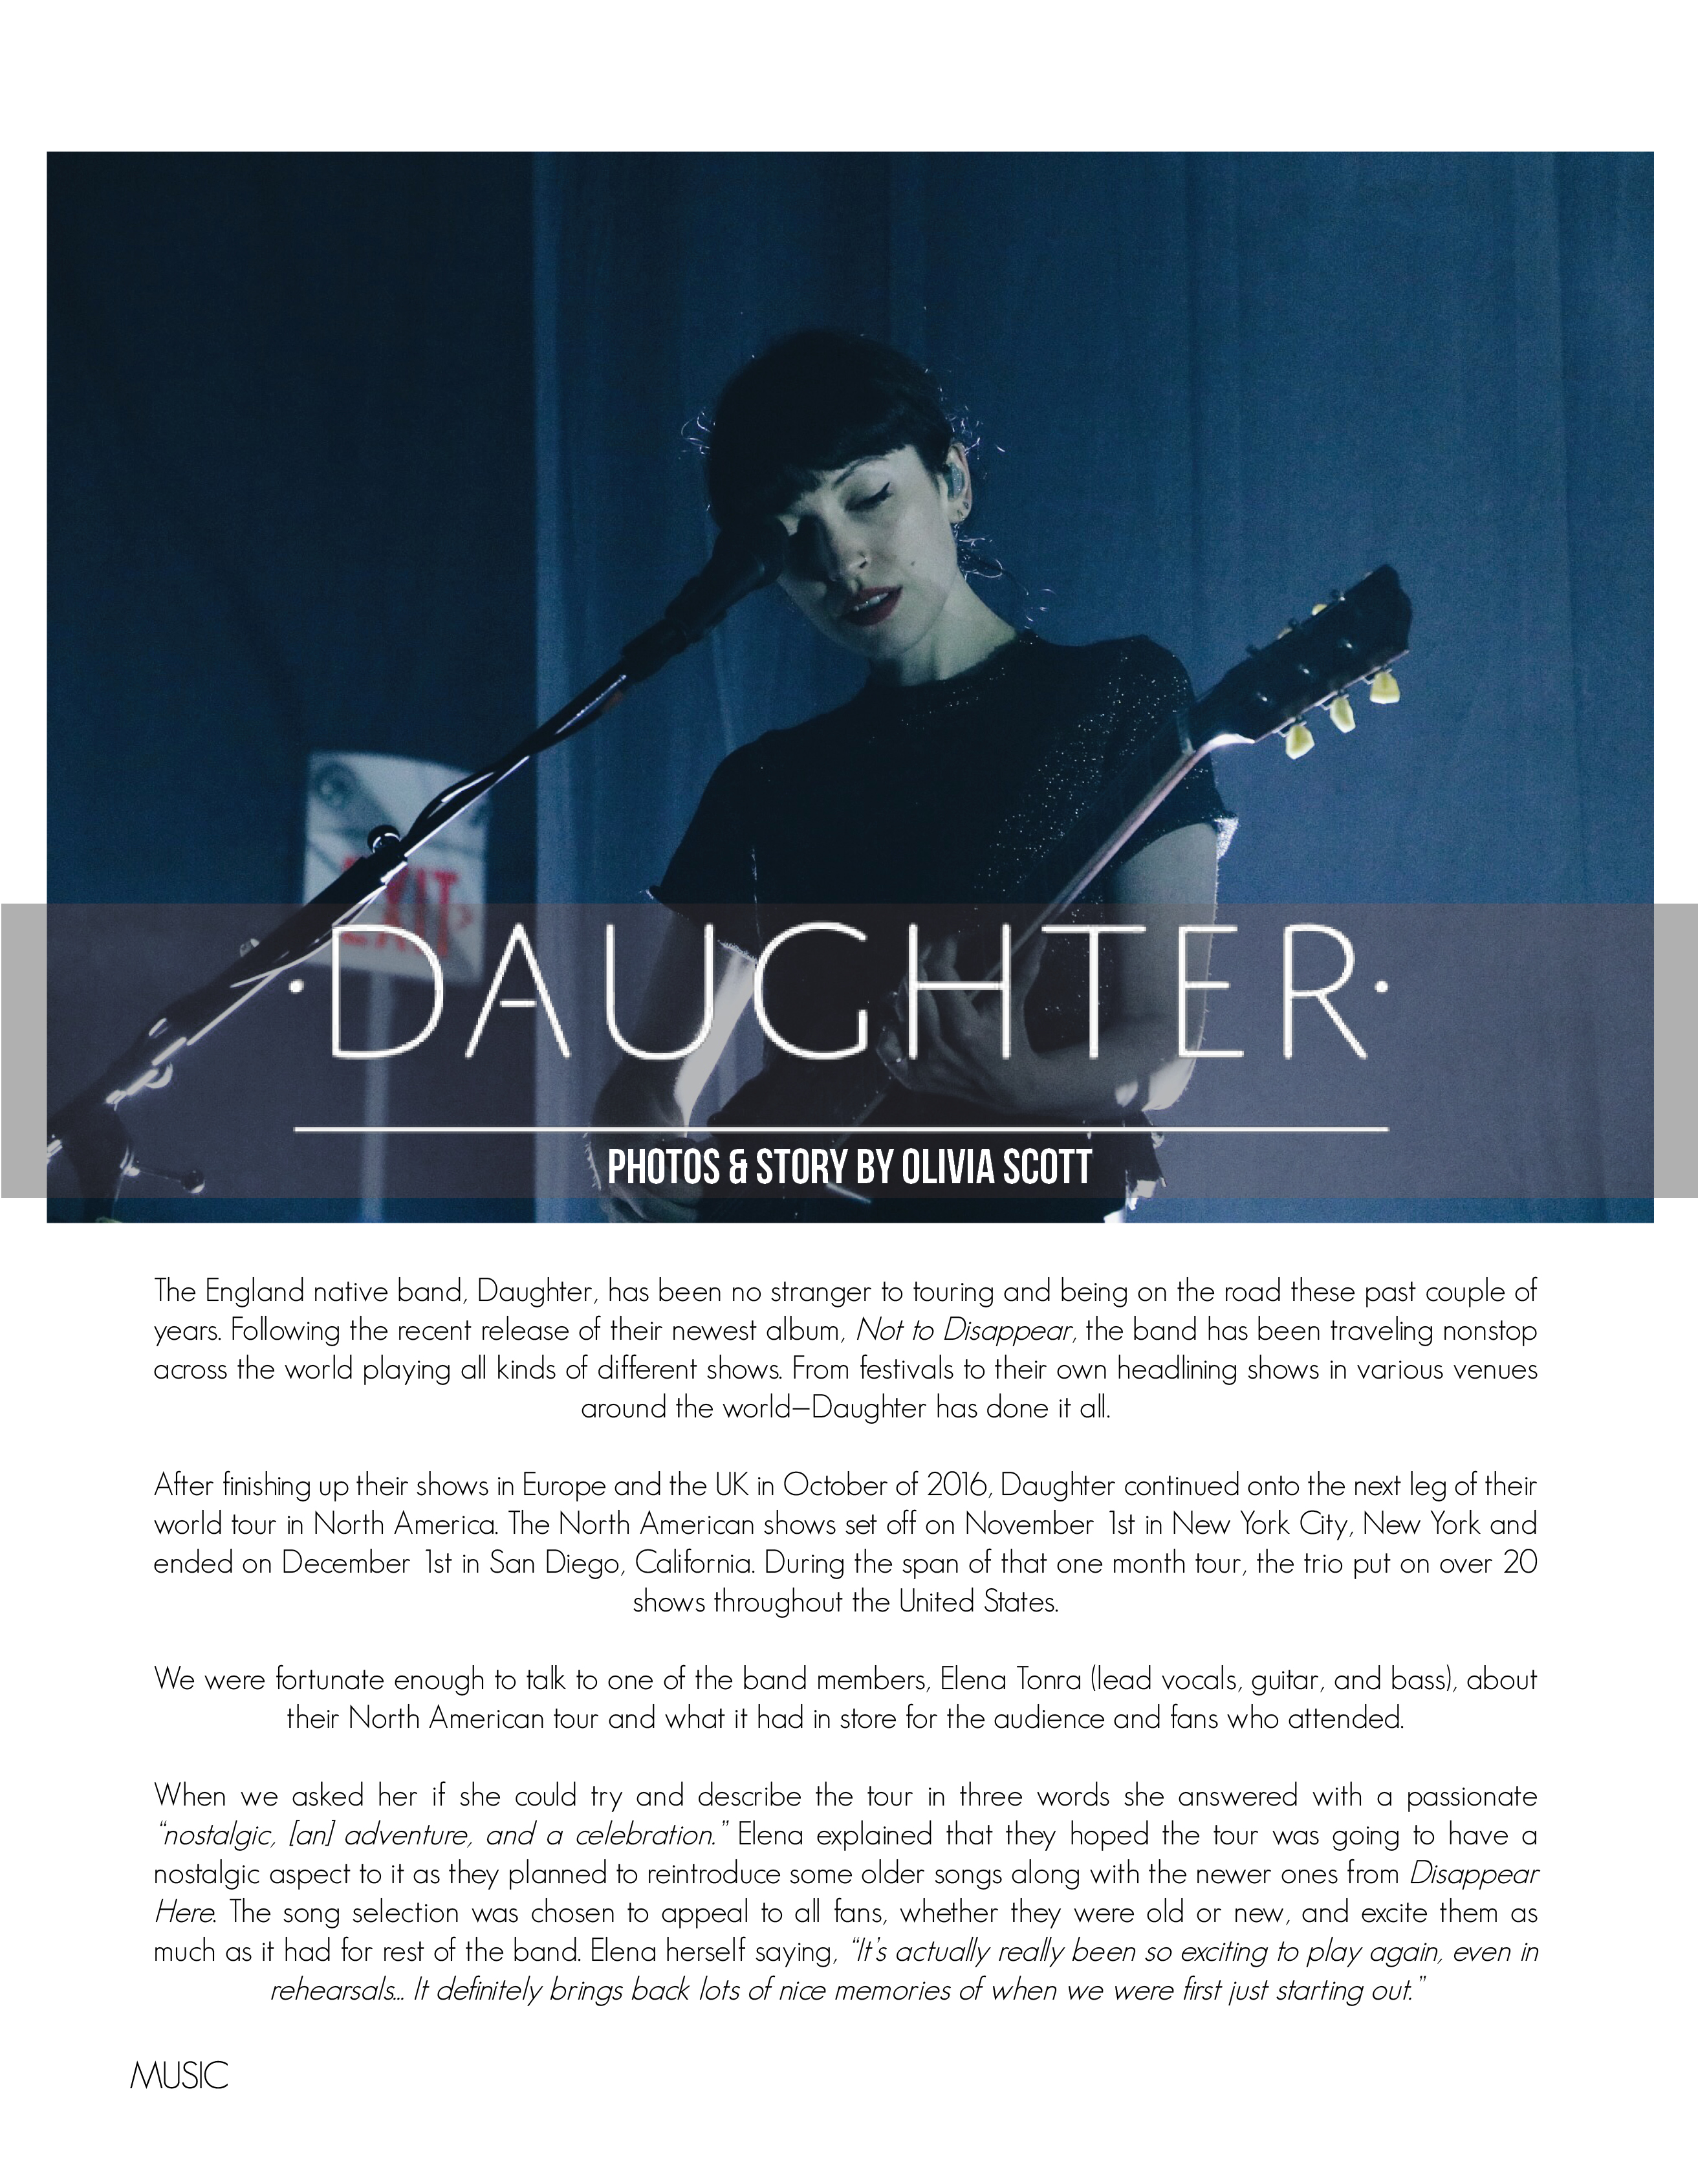 EXIT
·DAUGHTER·
PHOTOS & STORY BY OLIVIA SCOTT
The England native band, Daughter, has been no stranger to touring and being on the road these past couple of
years. Following the recent release of their newest album, Not to Disappear, the band has been traveling nonstop
across the world playing all kinds of different shows. From festivals to their own headlining shows in various venues
around the world—Daughter has done it all.
After finishing up their shows in Europe and the UK in October of 2016, Daughter continued onto the next leg of their
world tour in North America. The North American shows set off on November 1st in New York City, New York and
ended on December 1st in San Diego, California. During the span of that one month tour, the trio put on over 20
shows throughout the United States.
We were fortunate enough to talk to one of the band members, Elena Tonra (lead vocals, guitar, and bass), about
their North American tour and what it had in store for the audience and fans who attended.
When we asked her if she could try and describe the tour in three words she answered with a passionate
“nostalgic, [an] adventure, and a celebration.” Elena explained that they hoped the tour was going to have a
nostalgic aspect to it as they planned to reintroduce some older songs along with the newer ones from Disappear
Here. The song selection was chosen to appeal to all fans, whether they were old or new, and excite them as
much as it had for rest of the band. Elena herself saying, “It’s actually really been so exciting to play again, even in
rehearsals... It definitely brings back lots of nice memories of when we were first just starting out.”
MUSIC